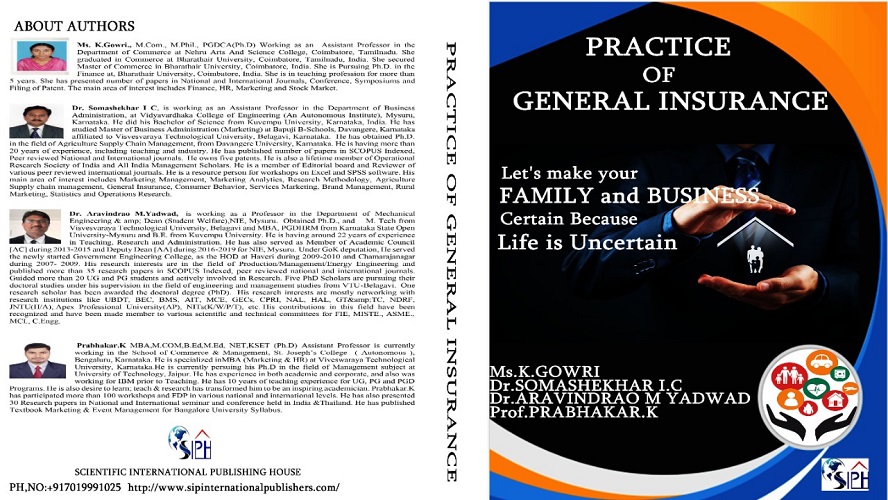 ABOUT AUTHORS
Ms. K.Gowri., M.Com., M.Phil., PGDCA(Ph.D) Working as an Assistant Professor in the
Department of Commerce at Nehru Arts And Science College, Coimbatore, Tamilnadu. She
graduated in Commerce at Bharathair University, Coimbatore, Tamilnadu. She secured
Master of Commerce in Bharathair University, Coimbatore, India. She is Pursuing Ph.D. in the
Finance at, Bharathair University, Coimbatore, India. She is in teaching profession for more than
5 years. She has presented number of papers in National and International Journals, Conference, Symposiums and
Filing of Patent. The main area of interest includes Finance, HR, Marketing and Stock Market.
Dr. Somashekhar I C, is working as an Assistant Professor in the Department of Business
Administration, at Vidyavardhaka College of Engineering (An Autonomous Institute), Mysuru,
Karnataka. He did his Bachelor of Science from Kuvempu University, Karnataka, India. He has
studied Master of Business Administration (Marketing) at Bapuji B-Schools, Davangere, Karnataka
affiliated to Visvesvaraya Technological University, Belagavi, Karnataka. He has obtained Ph.D.
in the field of Agriculture Supply Chain Management, from Davangere University, Karnataka. He is having more than
20 years of experience, including teaching and industry. He has published number of papers in SCOPUS Indexed,
Peer reviewed National and International journals. He owns five patents. He is also a lifetime member of Operational
Research Society of India and All India Management Scholars. He is a member of Editorial board and Reviewer of
various peer reviewed international journals. He is a resource person for workshops on Excel and SPSS software. His
main area of interest includes Marketing Management, Marketing Analytics, Research Methodology, Agriculture
Supply chain management, General Insurance, Consumer Behavior, Services Marketing, Brand Management, Rural
Marketing, Statistics and Operations Research.
Dr. Aravindrao M.Yadwad, is working as a Professor in the Department of Mechanical
Engineering & amp; Dean (Student Welfare),NIE, Mysuru. Obtained Ph.D., and M. Tech from
Visvesvaraya Technological University, Belagavi and MBA, PGDHRM from Karnataka State Open
University-Mysuru and B.E. from Kuvempu University. He is having around 22 years of experience
in Teaching, Research and Administration. He has also served as Member of Academic Council
[AC] during 2013-2015 and Deputy Dean [AA] during 2016-2019 for NIE, Mysuru. Under GoK deputation, He served
the newly started Government Engineering College, as the HOD at Haveri during 2009-2010 and Chamarajanagar
during 2007- 2009. His research interests are in the field of Production/Energy Engineering and
published more than 35 research papers in SCOPUS Indexed, peer reviewed national and international journals.
Guided more than 20 UG and PG students and actively involved in Research, Five PhD Scholars are pursuing their
doctoral studies under his supervision in the field of engineering and management studies from VTU-Belagavi. One
research scholar has been awarded the doctoral degree (PhD). His research interests are mostly networking with
research institutions like UBDT, BEC, BMS, AIT, MCE, GECs, CPRI, NAL, HAL, GT&amp;TC, NDRF,
JNTU(H/A), Apex Professional University(AP), NITs(K/W/P/T), etc. His contributions in this field have been
recognized and have been made member to various scientific and technical committees for FIE, MISTE., ASME.,
MCI., C.Engg.
Prabhakar.K MBA,M.COM,B.Ed,M.Ed, NET,KSET (Ph.D) Assistant Professor is currently
working in the School of Commerce & Management, St. Joseph's College ( Autonomous ),
Bengaluru, Karnataka. He is specialized inMBA (Marketing & HR) at Viveswaraya Technological
University, Karnataka.He is currently persuing his Ph.D in the field of Management subject at
University of Technology, Jaipur. He has experience in both academic and corporate, and also was
working for IBM prior to Teaching. He has 10 years of teaching experience for UG, PG and PGD
Programs. He is also desire to learn; teach & research has transformed him to be an inspiring academician. Prabhakar.K
has participated more than 100 workshops and FDP in various national and international levels. He has also presented
30 Research papers in National and International seminar and conference held in India &Thailand. He has published
Textbook Marketing & Event Management for Bangalore University Syllabus.
SIPH
SCIENTIFIC INTERNATIONAL PUBLISHING HOUSE
PH,NO:+917019991025 http://www.sipinternationalpublishers.com/
PRACTICE OF GENERAL INSURANCE
PRACTICE
OF
GENERAL INSURANCE
Let's make your
FAMILY and BUSINESS
Certain Because
Life is Uncertain
Ms.K.GOWRI
Dr.SOMASHEKHAR I.C
Dr.ARAVINDRAO M YADWAD
Prof.PRABHAKAR.K
SIPH